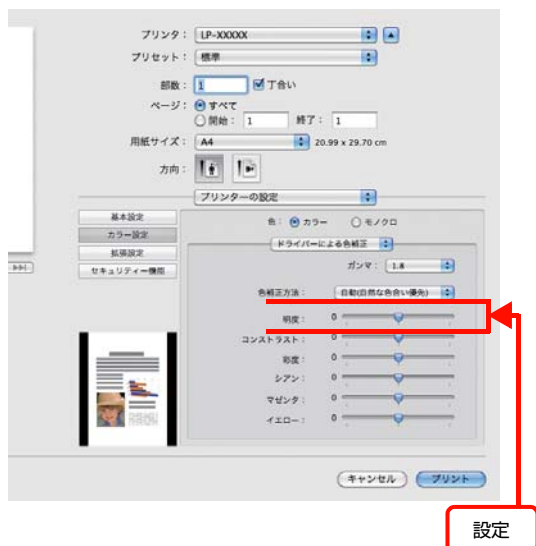 プリンタ： LP-XXXXX
プリセット： 標準
部数： 1 丁合い
ページ： すべて
開始： 1 終了： 1
用紙サイズ： A4 20.99 x 29.70 cm
方向：
プリンターの設定
基本設定
カラー設定
拡張設定
セキュリティー機能
色： カラー モノクロ
ドライバーによる色補正
ガンマ： 1.8
色補正方法： 自動(自然な色合い優先)
明度： 0
コントラスト： 0
彩度： 0
シアン： 0
マゼンタ： 0
イエロー： 0
キャンセル プリント
設定